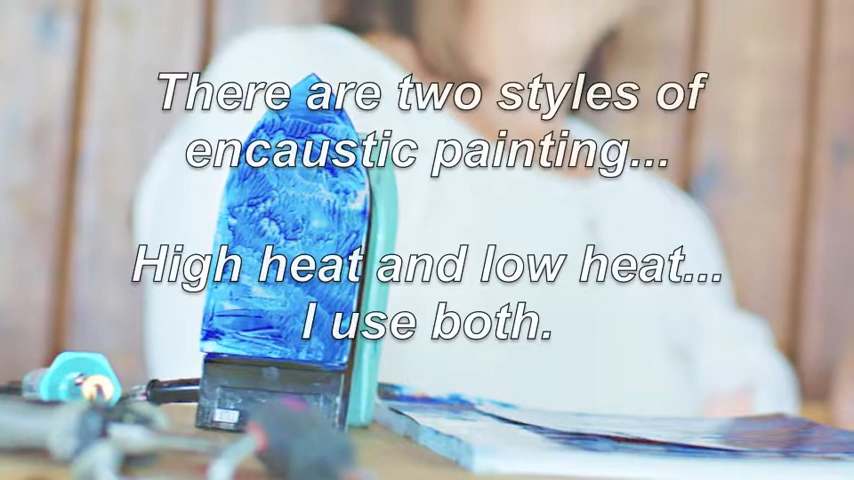 There are two styles of
encaustic painting...
High heat and low heat...
I use both.